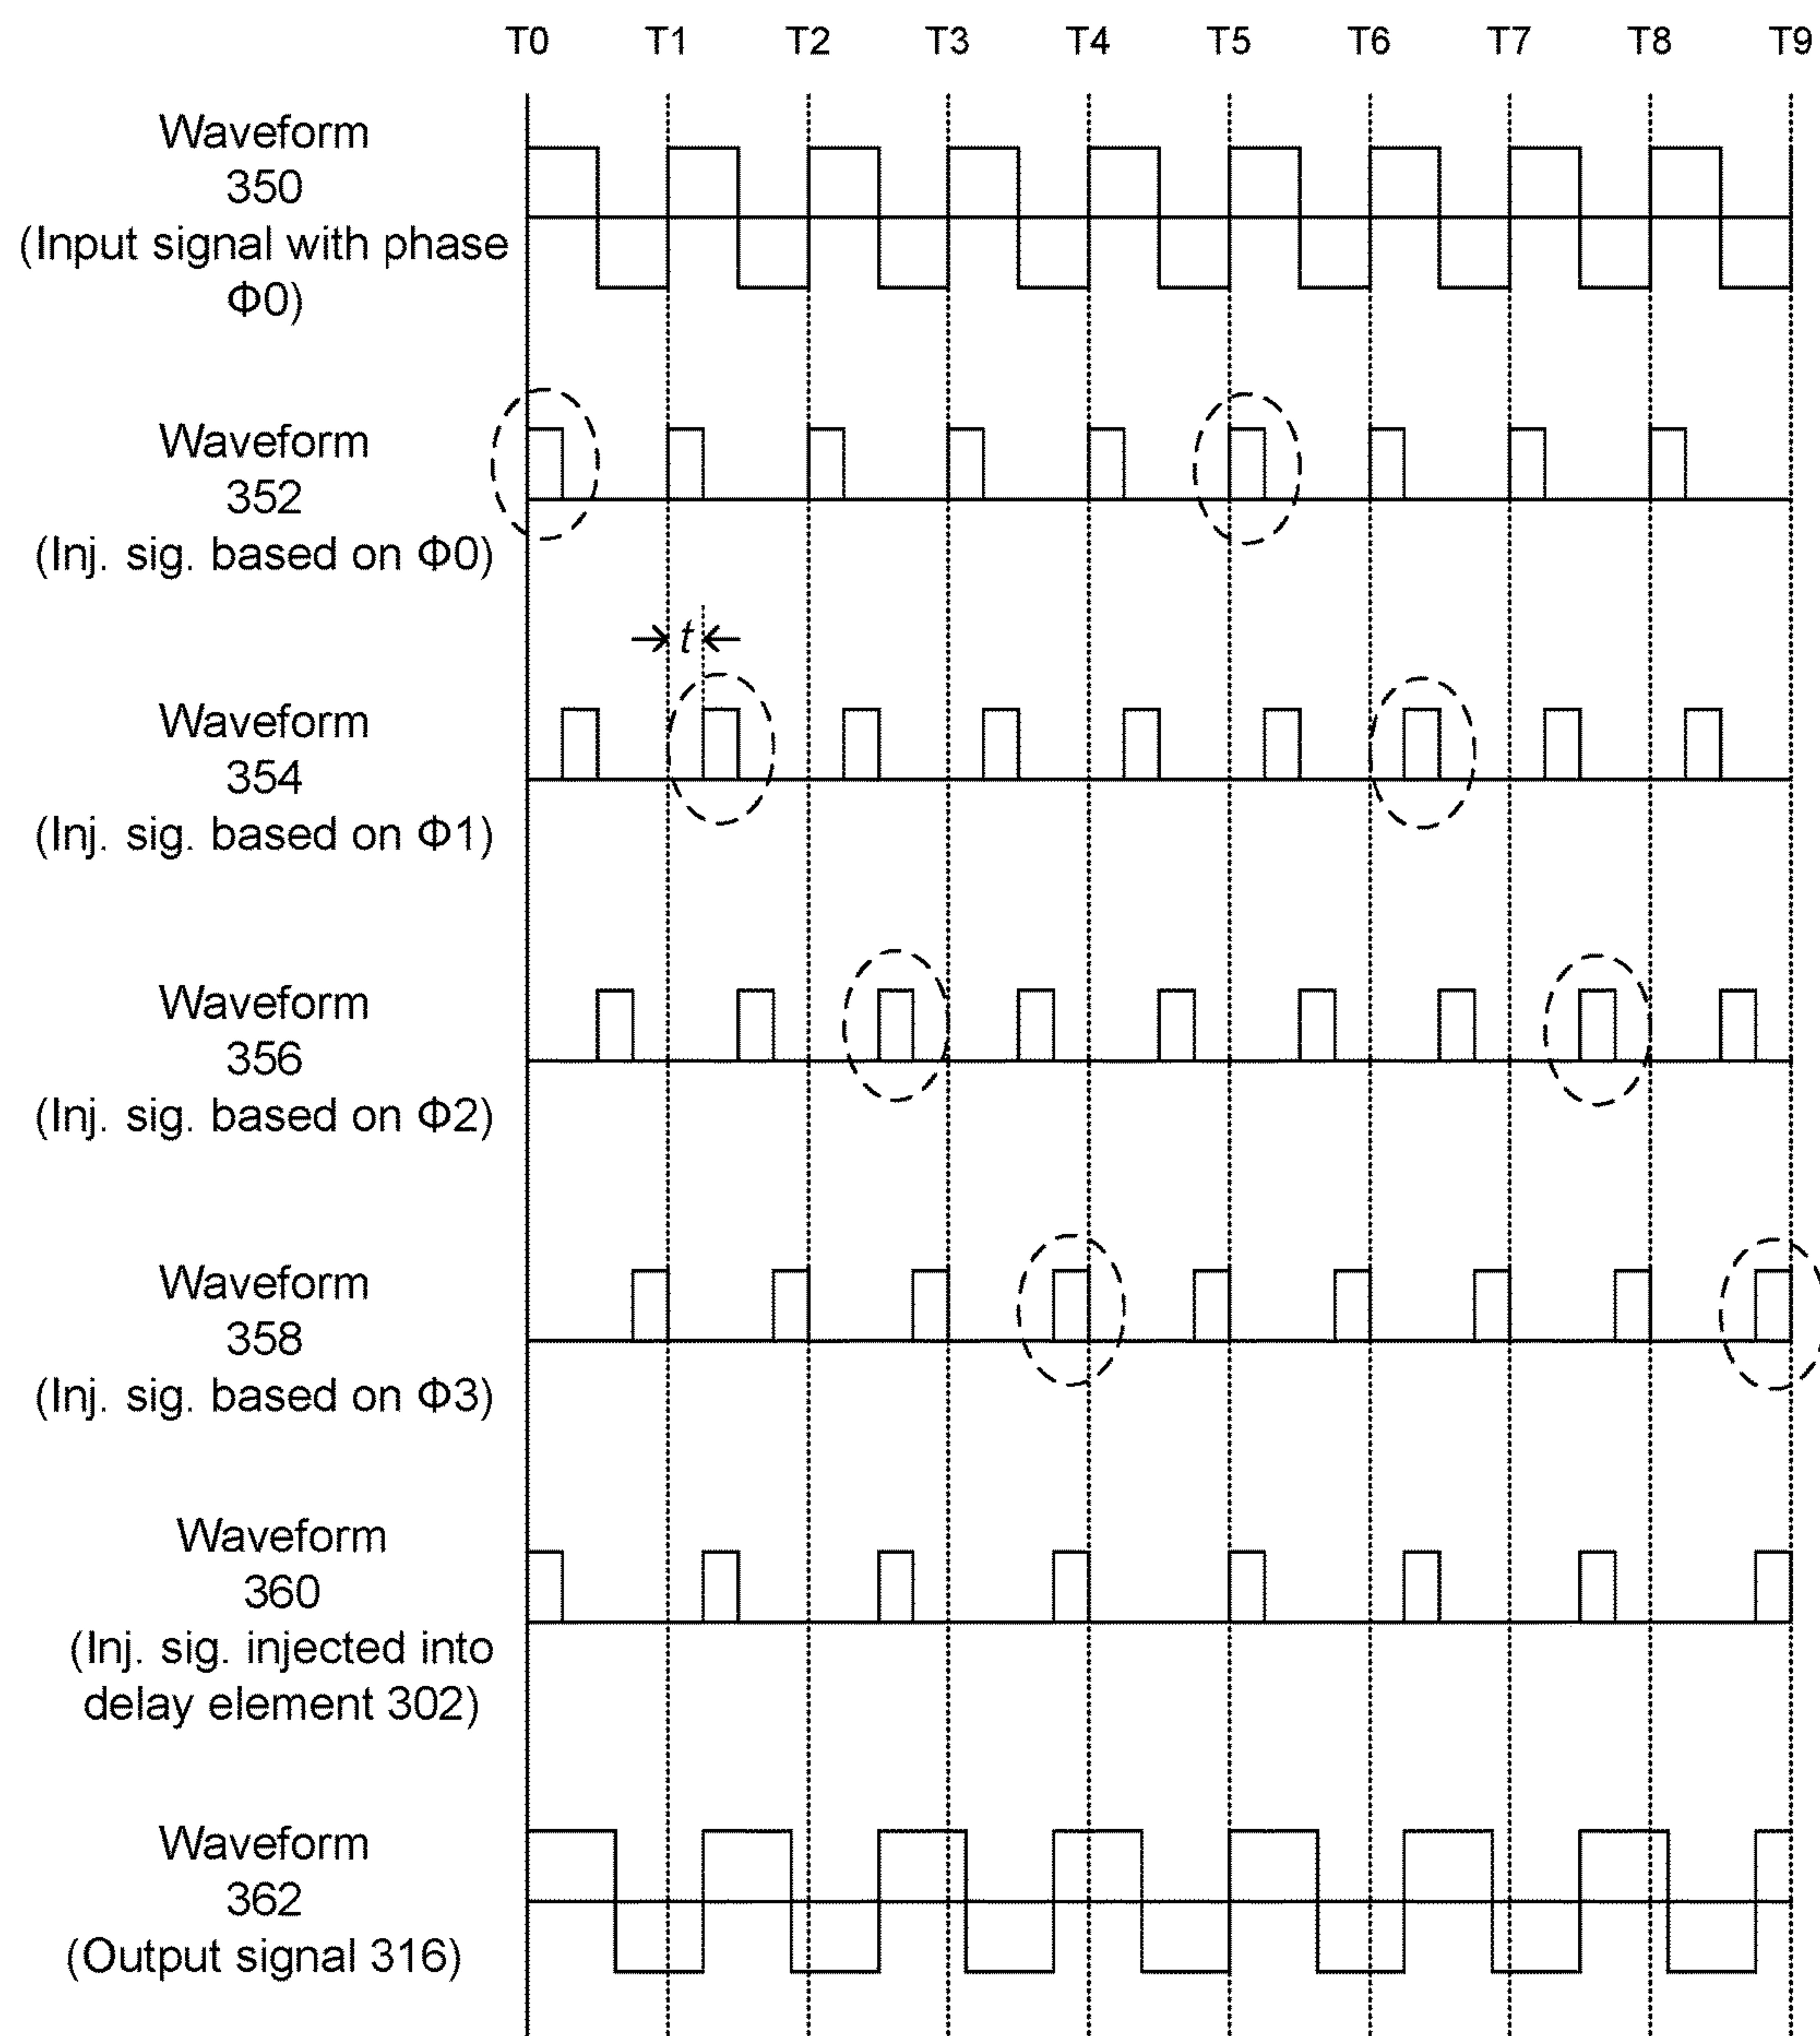 T0 T1 T2 T3 T4 T5 T6 T7 T8 T9
Waveform
350
(Input signal with phase
Φ0)
Waveform
352
(Inj. sig. based on Φ0)
t
Waveform
354
(Inj. sig. based on Φ1)
Waveform
356
(Inj. sig. based on Φ2)
Waveform
358
(Inj. sig. based on Φ3)
Waveform
360
(Inj. sig. injected into
delay element 302)
Waveform
362
(Output signal 316)